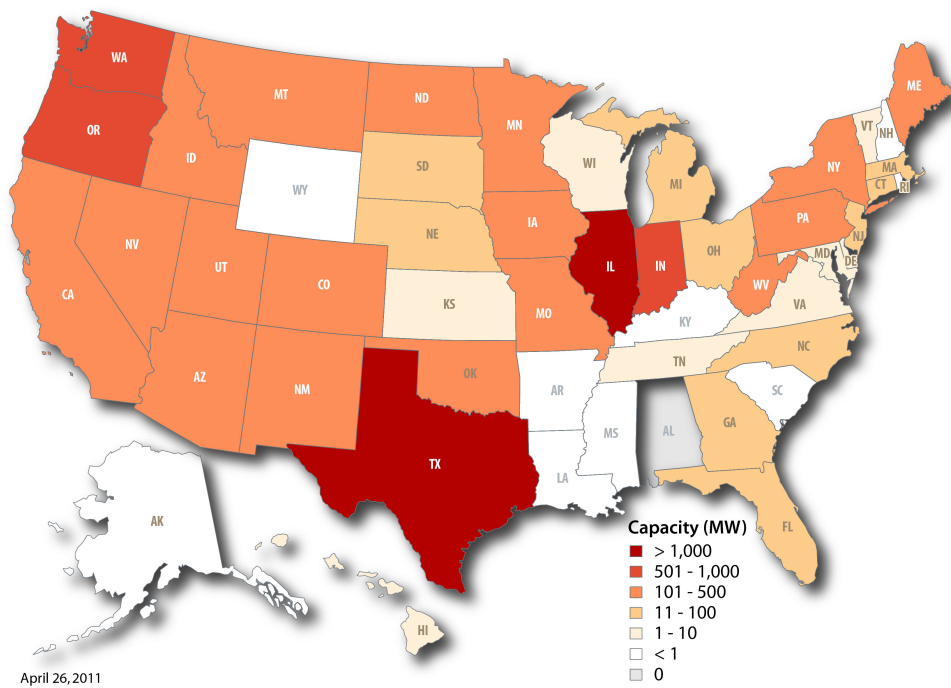 WA
OR
ID
MT
ND
MN
WI
MI
ME
VT
NH
NY
MA
CT
RI
WY
SD
IA
NE
NV
UT
CO
CA
KS
MO
IL
IN
OH
PA
NJ
MD
DE
WV
VA
KY
NC
TN
AZ
NM
OK
AR
SC
MS
AL
GA
TX
LA
FL
AK
HI
Capacity (MW)
> 1,000
501 - 1,000
101 - 500
11 - 100
1 - 10
< 1
0
April 26, 2011